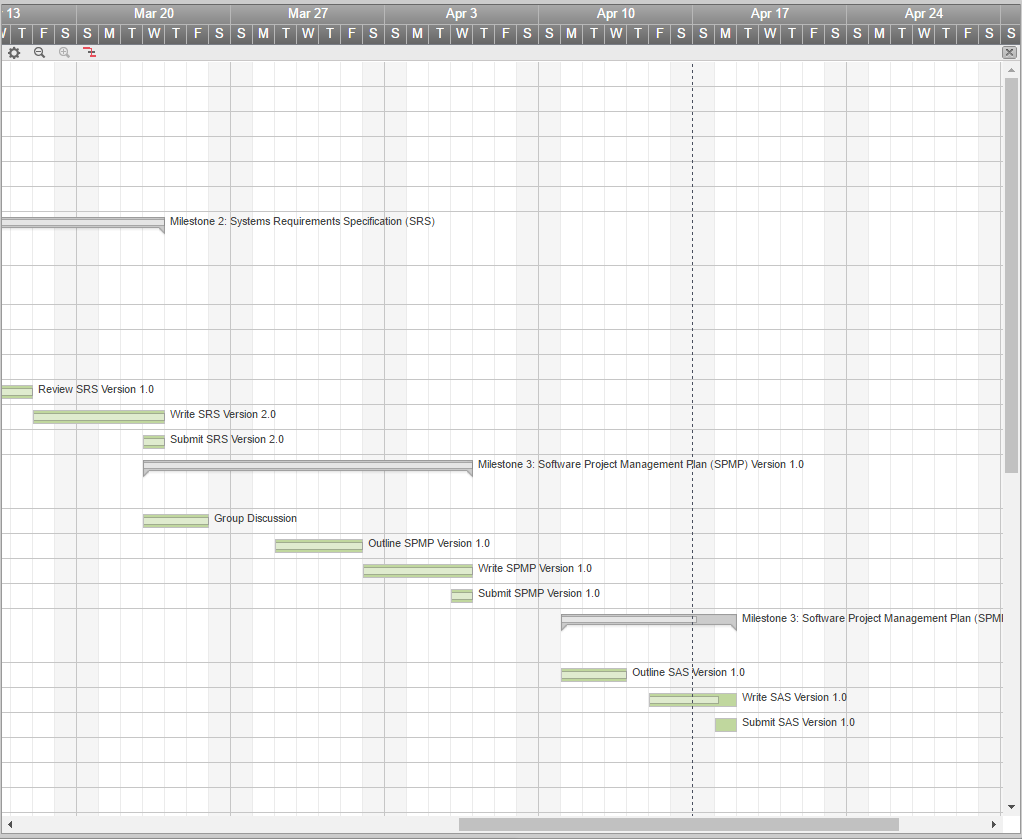 13 Mar 20 Mar 27 Apr 3 Apr 10 Apr 17 Apr 24
T F S S M T W T F S S M T W T F S S M T W T F S S M T W T F S S M T W T F S S M T W T F S S
Milestone 2: Systems Requirements Specification (SRS)
Review SRS Version 1.0
Write SRS Version 2.0
Submit SRS Version 2.0
Milestone 3: Software Project Management Plan (SPMP) Version 1.0
Group Discussion
Outline SPMP Version 1.0
Write SPMP Version 1.0
Submit SPMP Version 1.0
Milestone 3: Software Project Management Plan (SPM
Outline SAS Version 1.0
Write SAS Version 1.0
Submit SAS Version 1.0